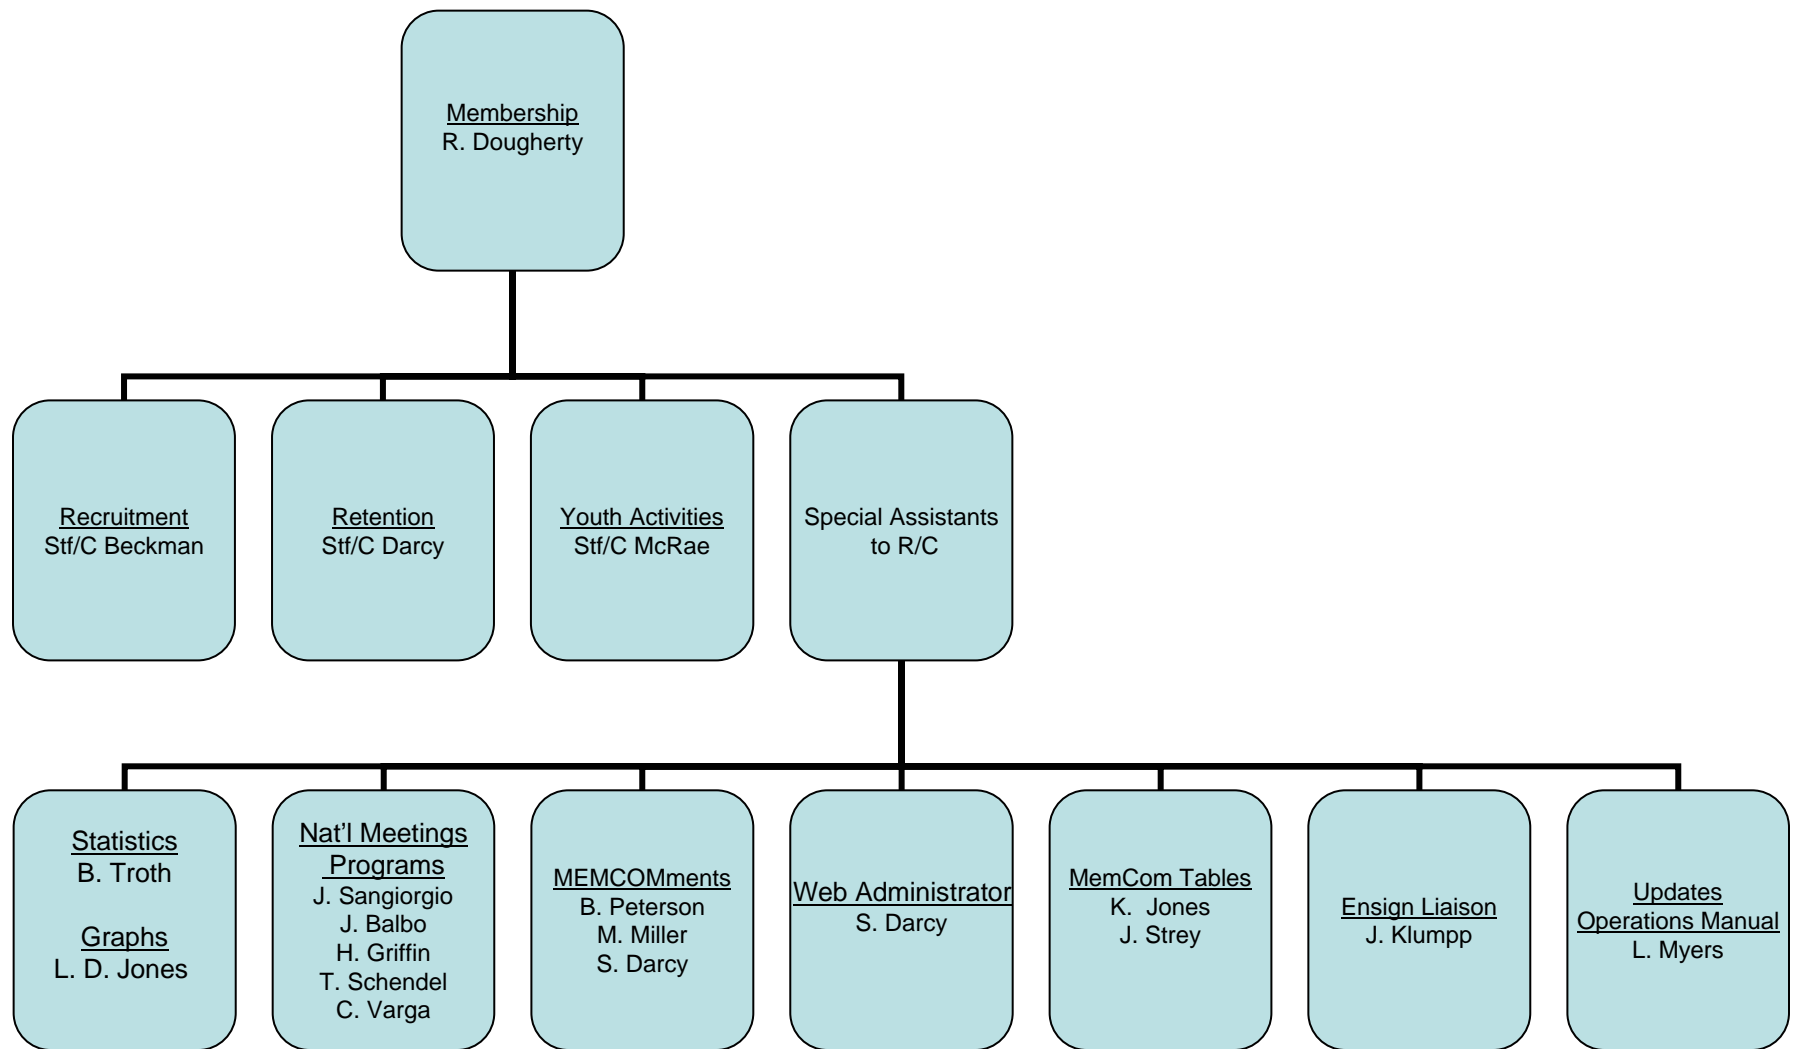 Membership
R. Dougherty
Recruitment
Stf/C Beckman
Retention
Stf/C Darcy
Youth Activities
Stf/C McRae
Special Assistants
to R/C
Statistics
B. Troth
Graphs
L. D. Jones
Nat’l Meetings
Programs
J. Sangiorgio
J. Balbo
H. Griffin
T. Schendel
C. Varga
MEMCOMments
B. Peterson
M. Miller
S. Darcy
Web Administrator
S. Darcy
MemCom Tables
K. Jones
J. Strey
Ensign Liaison
J. Klumpp
Updates
Operations Manual
L. Myers